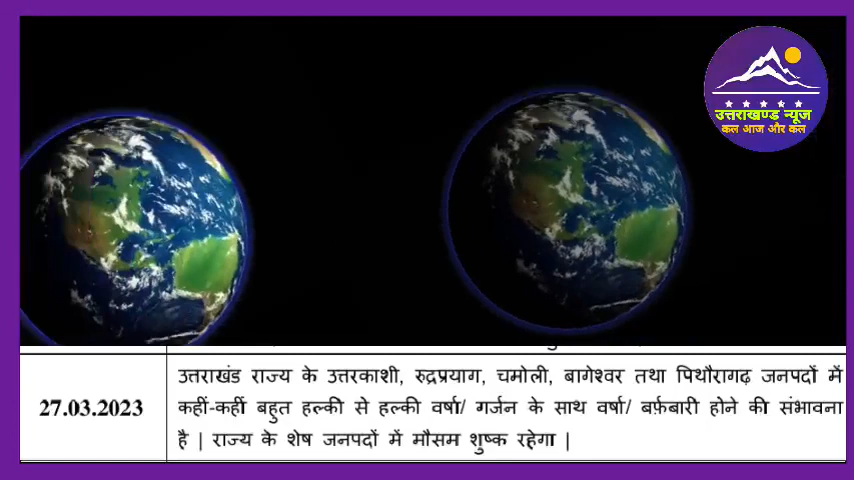 उत्तराखण्ड न्यूज
कल आज और कल
27.03.2023
उत्तराखंड राज्य के उत्तरकाशी, रुद्रप्रयाग, चमोली, बागेश्वर तथा पिथौरागढ़ जनपदों में
कहीं-कहीं बहुत हल्की से हल्की वर्षा/ गर्जन के साथ वर्षा/ बर्फ़बारी होने की संभावना
है | राज्य के शेष जनपदों में मौसम शुष्क रहेगा |